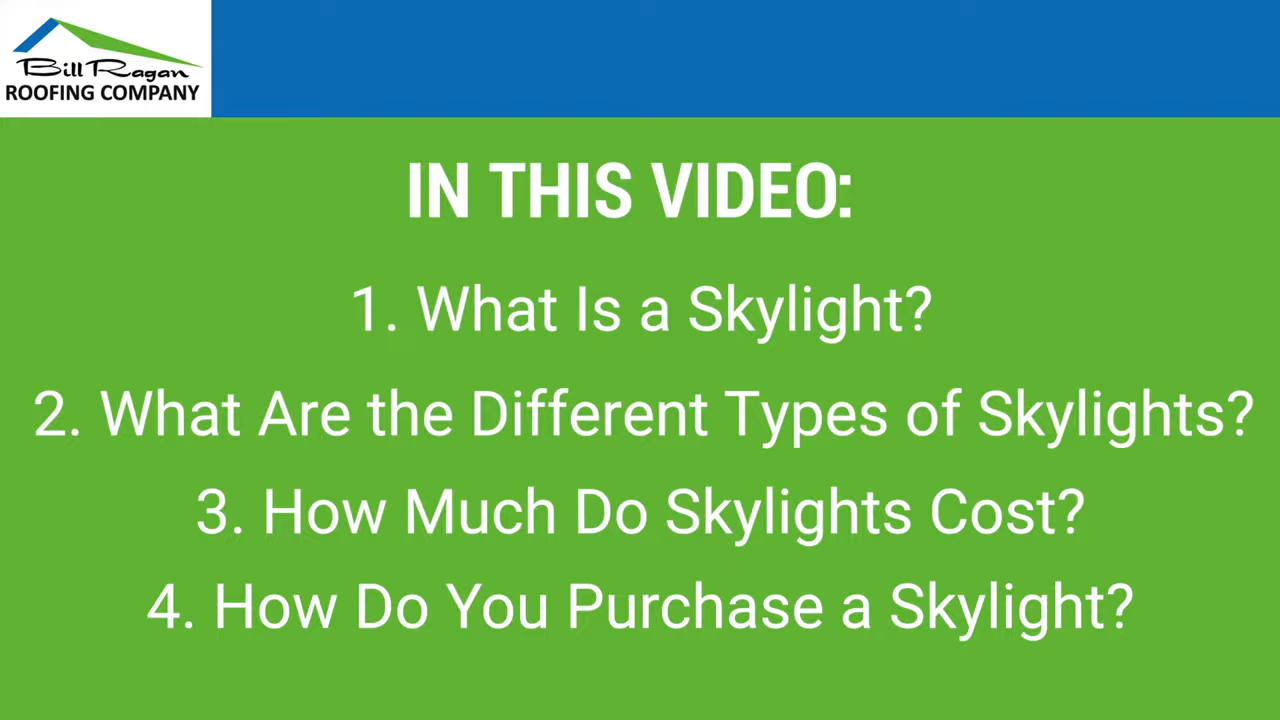 Bill Ragan
ROOFING COMPANY
IN THIS VIDEO:
1. What Is a Skylight?
2. What Are the Different Types of Skylights?
3. How Much Do Skylights Cost?
4. How Do You Purchase a Skylight?